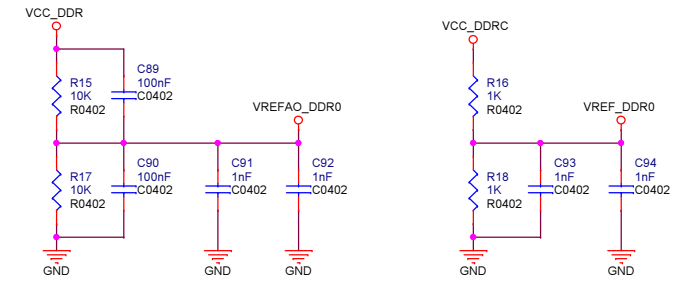 VCC_DDR
R15
10K
R0402
C89
100nF
C0402
VREFAO_DDR0
R17
10K
R0402
C90
100nF
C0402
C91
1nF
C0402
C92
1nF
C0402
GND
GND
GND
VCC_DDRC
R16
1K
R0402
VREF_DDR0
R18
1K
R0402
C93
1nF
C0402
C94
1nF
C0402
GND
GND